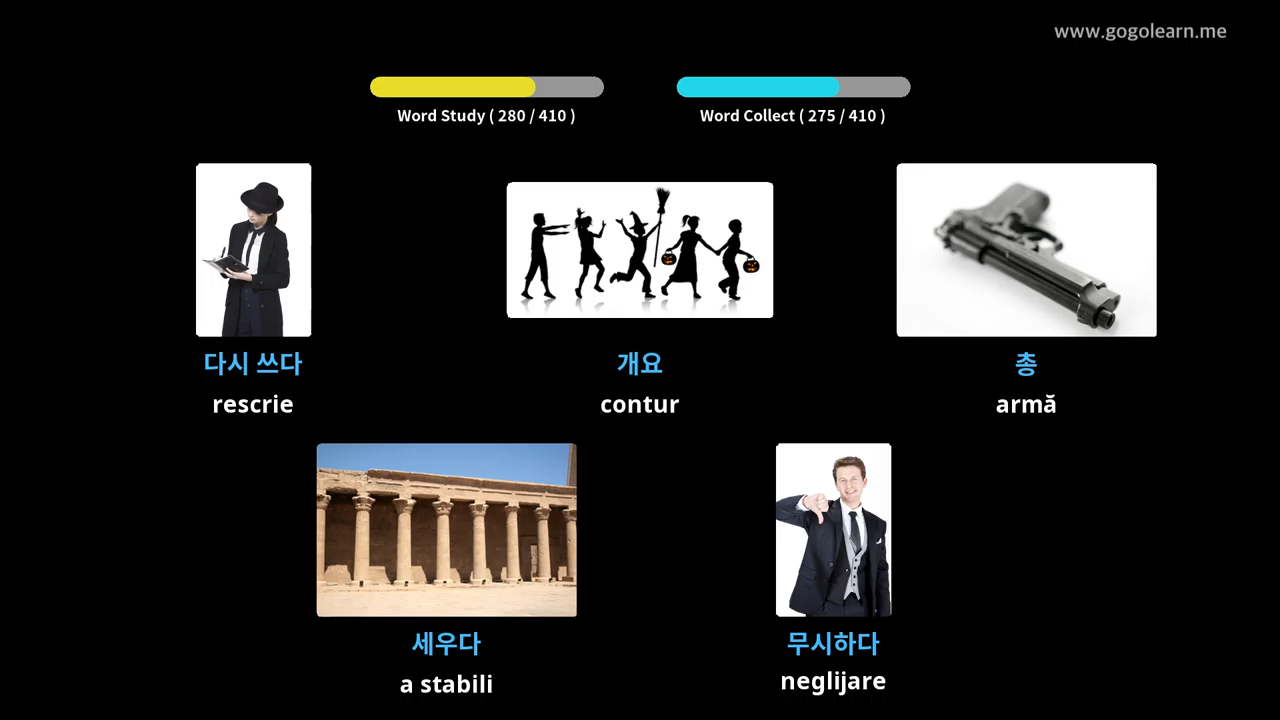 www.gogolearn.me
Word Study ( 280 / 410 )
Word Collect ( 275 / 410 )
다시 쓰다
rescrie
개요
contur
총
armă
세우다
a stabili
무시하다
neglijare